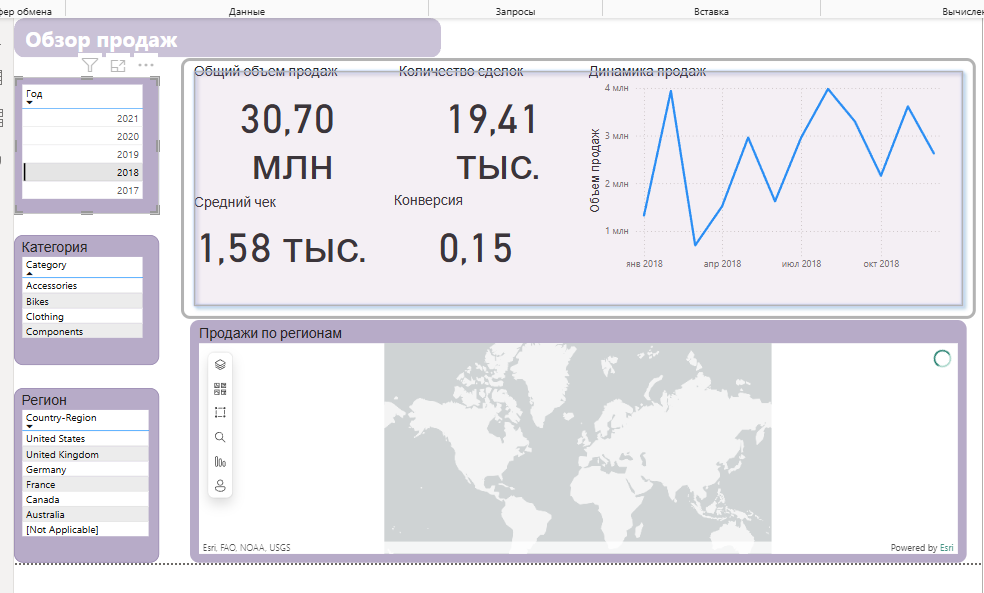 фер обмена
Данные
Запросы
Вставка
Вычислен
Обзор продаж
Год
2021
2020
2019
2018
2017
Категория
Category
Accessories
Bikes
Clothing
Components
Регион
Country-Region
United States
United Kingdom
Germany
France
Canada
Australia
[Not Applicable]
Общий объем продаж
30,70
млн
Количество сделок
19,41
тыс.
Средний чек
1,58 тыс.
Конверсия
0,15
Динамика продаж
Объем продаж
4 млн
3 млн
2 млн
1 млн
янв 2018
апр 2018
июл 2018
окт 2018
Продажи по регионам
Esri, FAO, NOAA, USGS
Powered by Esri